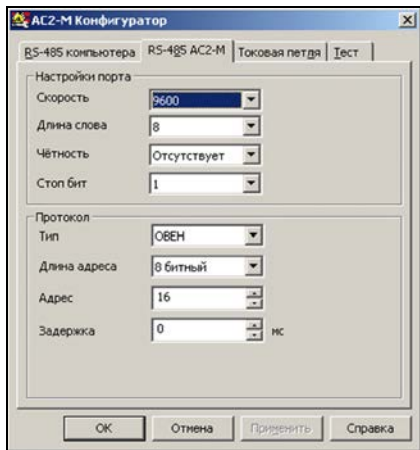 АС2-М Конфигуратор
RS-485 компьютера RS-485 АС2-М Токовая петля Тест
Настройки порта
Скорость 9600
Длина слова 8
Чётность Отсутствует
Стоп бит 1
Протокол
Тип ОВЕН
Длина адреса 8 битный
Адрес 16
Задержка 0 мс
ОК Отмена Применить Справка